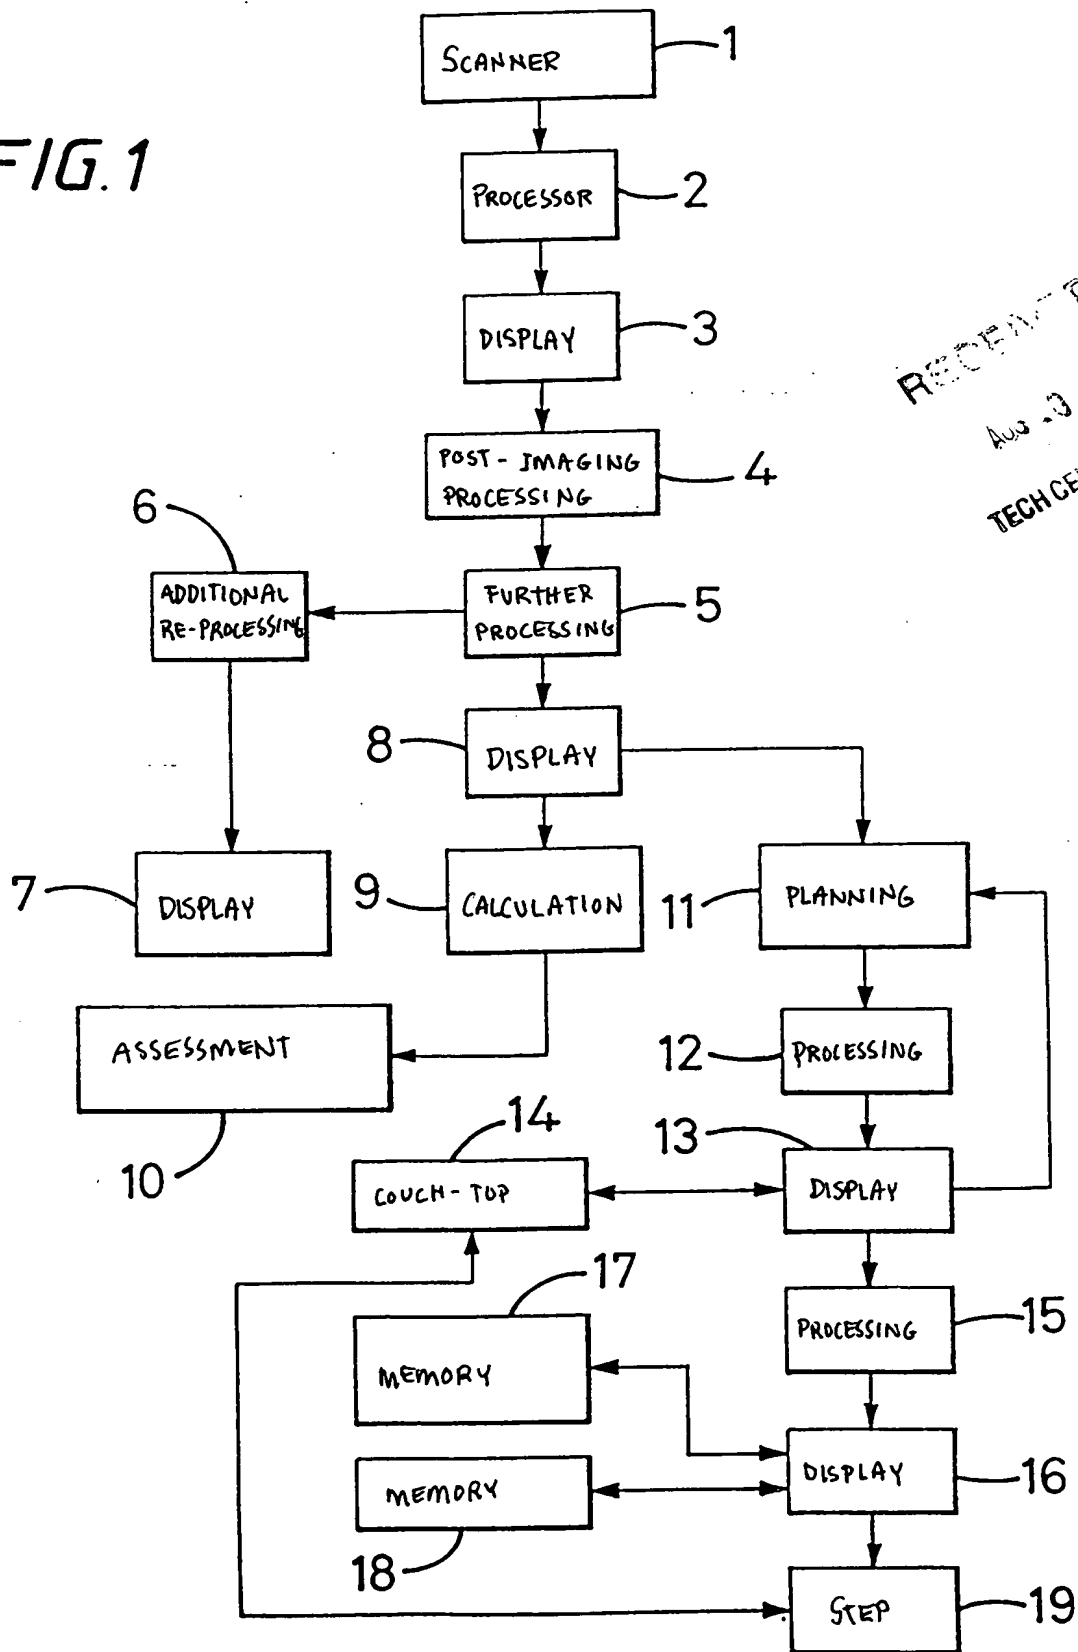 FIG.1
SCANNER
1
PROCESSOR
2
DISPLAY
3
POST-IMAGING
PROCESSING
4
6
ADDITIONAL
RE-PROCESSING
FURTHER
PROCESSING
5
8
DISPLAY
7
DISPLAY
9
CALCULATION
11
PLANNING
ASSESSMENT
10
12
PROCESSING
14
13
COUCH-TOP
DISPLAY
17
MEMORY
PROCESSING
15
MEMORY
18
DISPLAY
16
STEP
19
TECH CE